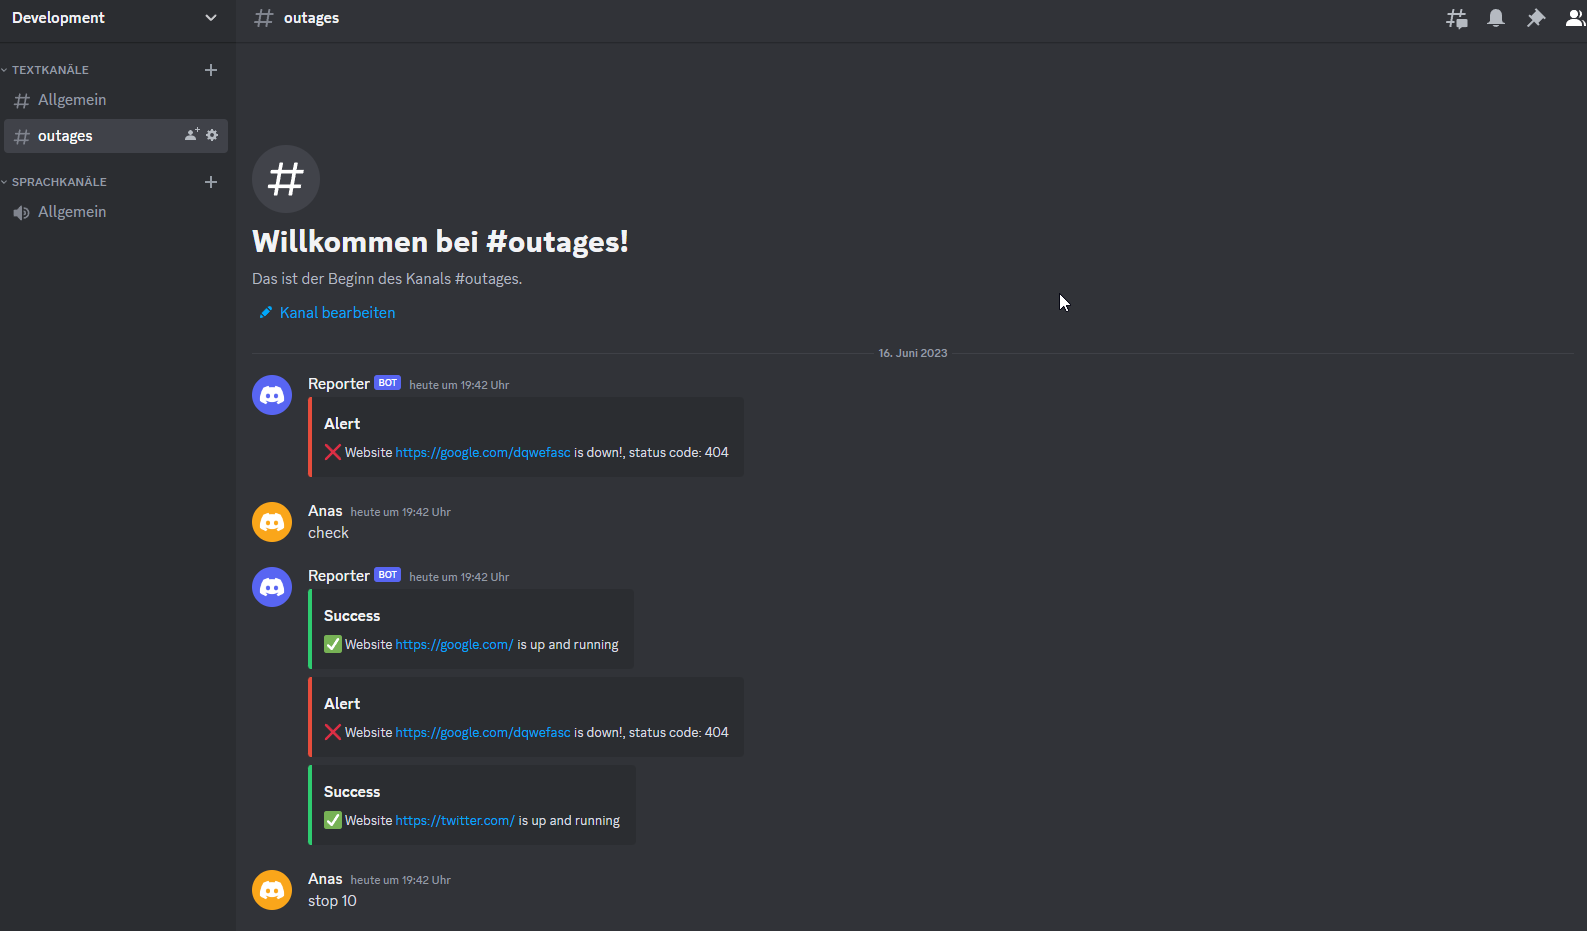 Development
TEXTKANÄLE
Allgemein
outages
SPRACHKANÄLE
Allgemein
outages
Willkommen bei #outages!
Das ist der Beginn des Kanals #outages.
Kanal bearbeiten
16. Juni 2023
Reporter BOT heute um 19:42 Uhr
Alert
❌ Website https://google.com/dqwefasc is down!, status code: 404
Anas heute um 19:42 Uhr
check
Reporter BOT heute um 19:42 Uhr
Success
✅ Website https://google.com/ is up and running
Alert
❌ Website https://google.com/dqwefasc is down!, status code: 404
Success
✅ Website https://twitter.com/ is up and running
Anas heute um 19:42 Uhr
stop 10